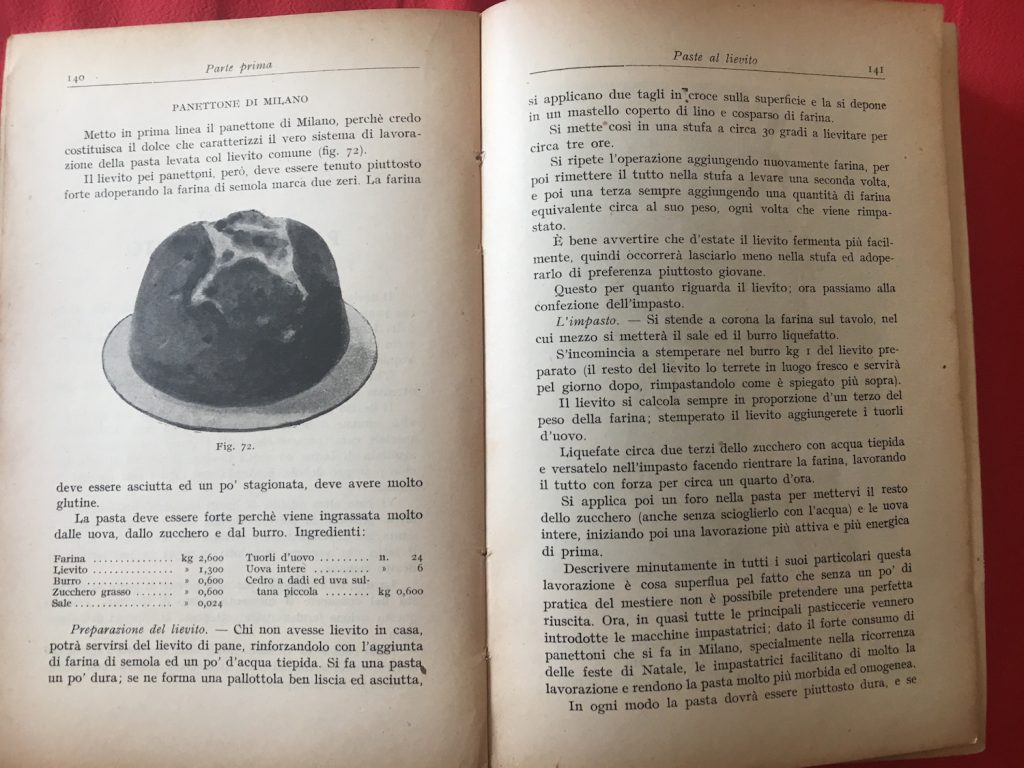 140
Parte prima
PANETTONE DI MILANO
Metto in prima linea il panettone di Milano, perchè credo
costituisca il dolce che caratterizzi il vero sistema di lavora-
zione della pasta levata col lievito comune (fig. 72).
Il lievito pei panettoni, però, deve essere tenuto piuttosto
forte adoperando la farina di semola marca due zeri. La farina
Fig. 72.
deve essere asciutta ed un po' stagionata, deve avere molto
glutine.
La pasta deve essere forte perchè viene ingrassata molto
dalle uova, dallo zucchero e dal burro. Ingredienti:
Farina .............. kg 2,600
Lievito ............. » 1,300
Burro .............. » 0,600
Zucchero grasso ....... » 0,600
Sale ................. » 0,024
Tuorli d'uovo .......... n. 24
Uova intere .......... » 6
Cedro a dadi ed uva sul-
tana piccola ........ kg 0,600
Preparazione del lievito. — Chi non avesse lievito in casa,
potrà servirsi del lievito di pane, rinforzandolo con l'aggiunta
di farina di semola ed un po' d'acqua tiepida. Si fa una pasta
un po' dura; se ne forma una pallottola ben liscia ed asciutta,
Paste al lievito
141
si applicano due tagli in croce sulla superficie e la si depone
in un mastello coperto di lino e cosparso di farina.
Si mette così in una stufa a circa 30 gradi a lievitare per
circa tre ore.
Si ripete l'operazione aggiungendo nuovamente farina, per
poi rimettere il tutto nella stufa a levare una seconda volta,
e poi una terza sempre aggiungendo una quantità di farina
equivalente circa al suo peso, ogni volta che viene rimpa-
stato.
È bene avvertire che d'estate il lievito fermenta più facil-
mente, quindi occorrerà lasciarlo meno nella stufa ed adope-
rarlo di preferenza piuttosto giovane.
Questo per quanto riguarda il lievito; ora passiamo alla
confezione dell'impasto.
L'impasto. — Si stende a corona la farina sul tavolo, nel
cui mezzo si metterà il sale ed il burro liquefatto.
S'incomincia a stemperare nel burro kg 1 del lievito pre-
parato (il resto del lievito lo terrete in luogo fresco e servirà
pel giorno dopo, rimpastandolo come è spiegato più sopra).
Il lievito si calcola sempre in proporzione d'un terzo del
peso della farina; stemperato il lievito aggiungerete i tuorli
d'uovo.
Liquefate circa due terzi dello zucchero con acqua tiepida
e versatelo nell'impasto facendo rientrare la farina, lavorando
il tutto con forza per circa un quarto d'ora.
Si applica poi un foro nella pasta per mettervi il resto
dello zucchero (anche senza scioglierlo con l'acqua) e le uova
intere, iniziando poi una lavorazione più attiva e più energica
di prima.
Descrivere minutamente in tutti i suoi particolari questa
lavorazione è cosa superflua pel fatto che senza un po' di
pratica del mestiere non è possibile pretendere una perfetta
riuscita. Ora, in quasi tutte le principali pasticcerie vennero
introdotte le macchine impastatrici; dato il forte consumo di
panettoni che si fa in Milano, specialmente nella ricorrenza
delle feste di Natale, le impastatrici facilitano di molto la
lavorazione e rendono la pasta molto più morbida ed omogenea.
In ogni modo la pasta dovrà essere piuttosto dura, e se